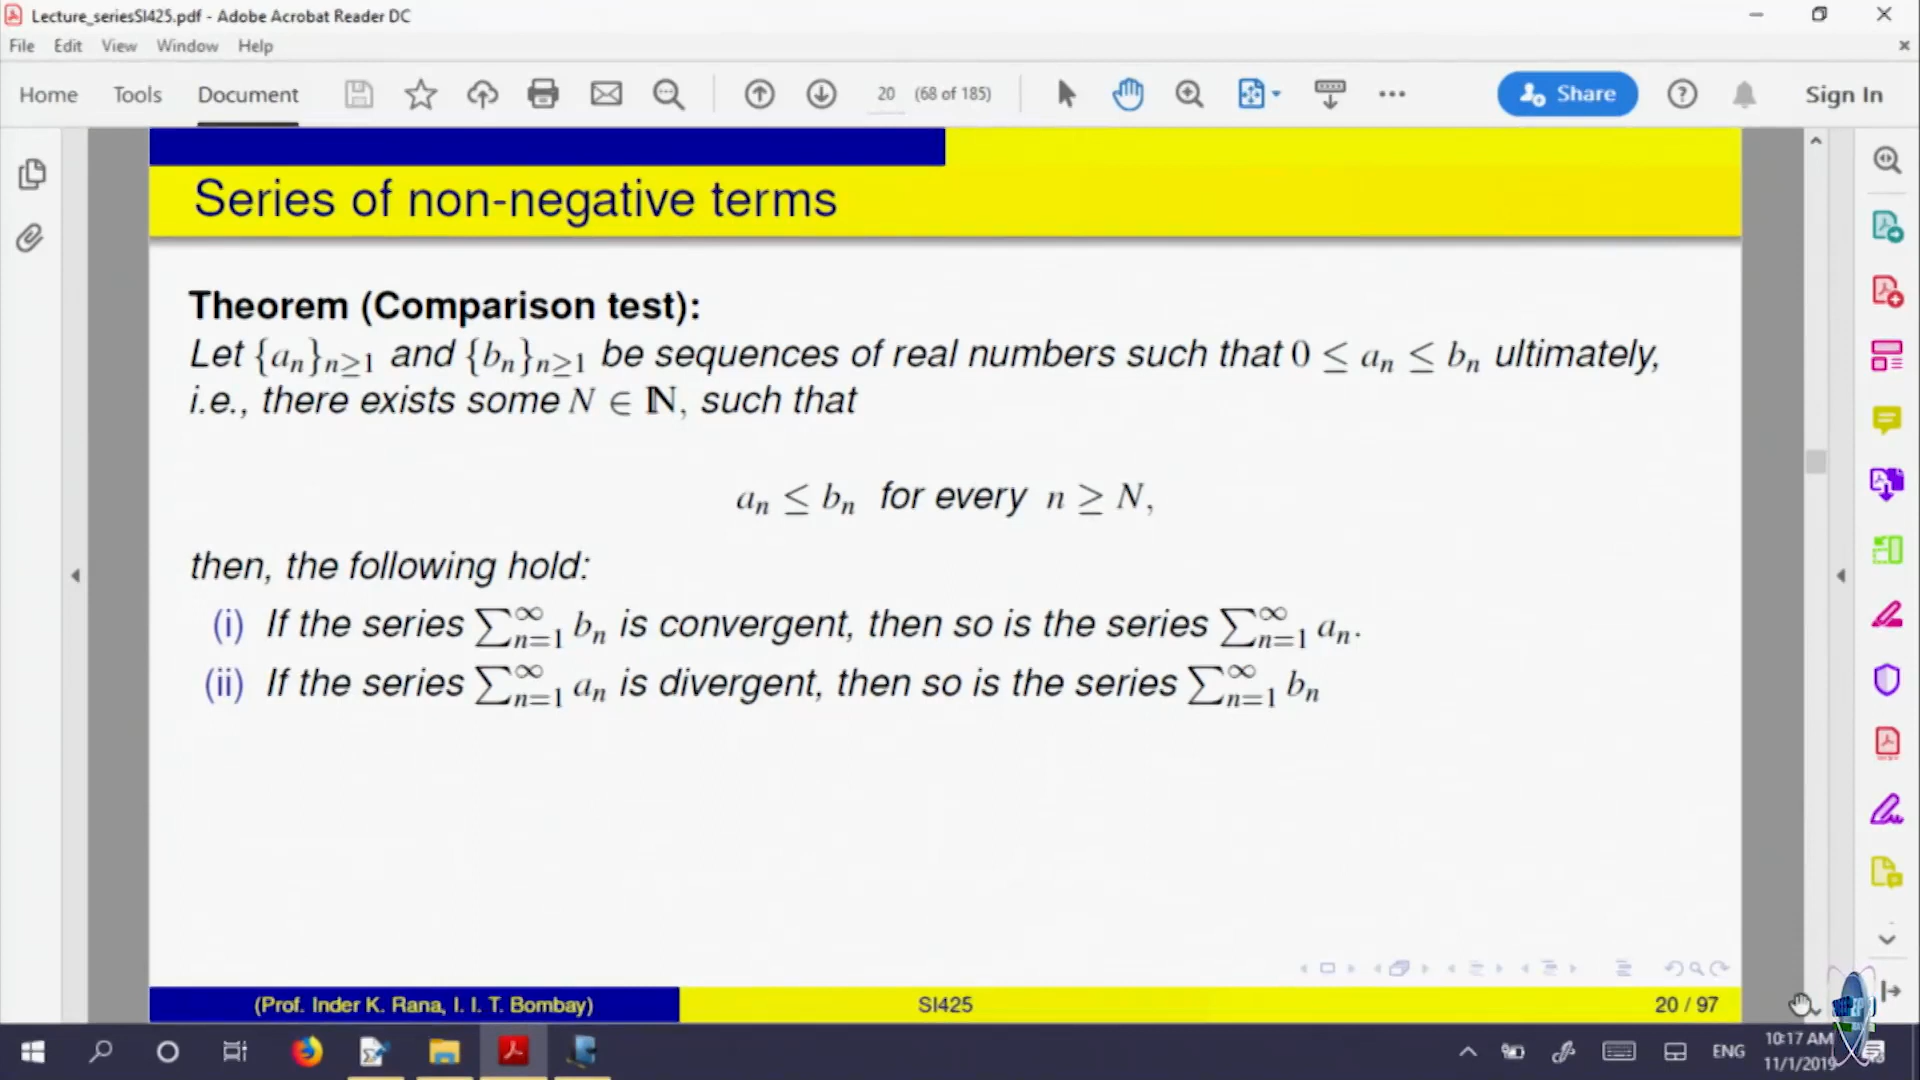 Lecture_seriesSI425.pdf - Adobe Acrobat Reader DC
File Edit View Window Help
Home Tools Document 20 (68 of 185) Share Sign In
Series of non-negative terms
Theorem (Comparison test):
Let {aₙ}ₙ≥₁ and {bₙ}ₙ≥₁ be sequences of real numbers such that 0 ≤ aₙ ≤ bₙ ultimately,
i.e., there exists some N ∈ ℕ, such that
aₙ ≤ bₙ for every n ≥ N,
then, the following hold:
(i) If the series ∑_{n=1}^{∞} bₙ is convergent, then so is the series ∑_{n=1}^{∞} aₙ.
(ii) If the series ∑_{n=1}^{∞} aₙ is divergent, then so is the series ∑_{n=1}^{∞} bₙ
(Prof. Inder K. Rana, I. I. T. Bombay) SI425 20 / 97
ENG 10:17 AM
11/1/2019